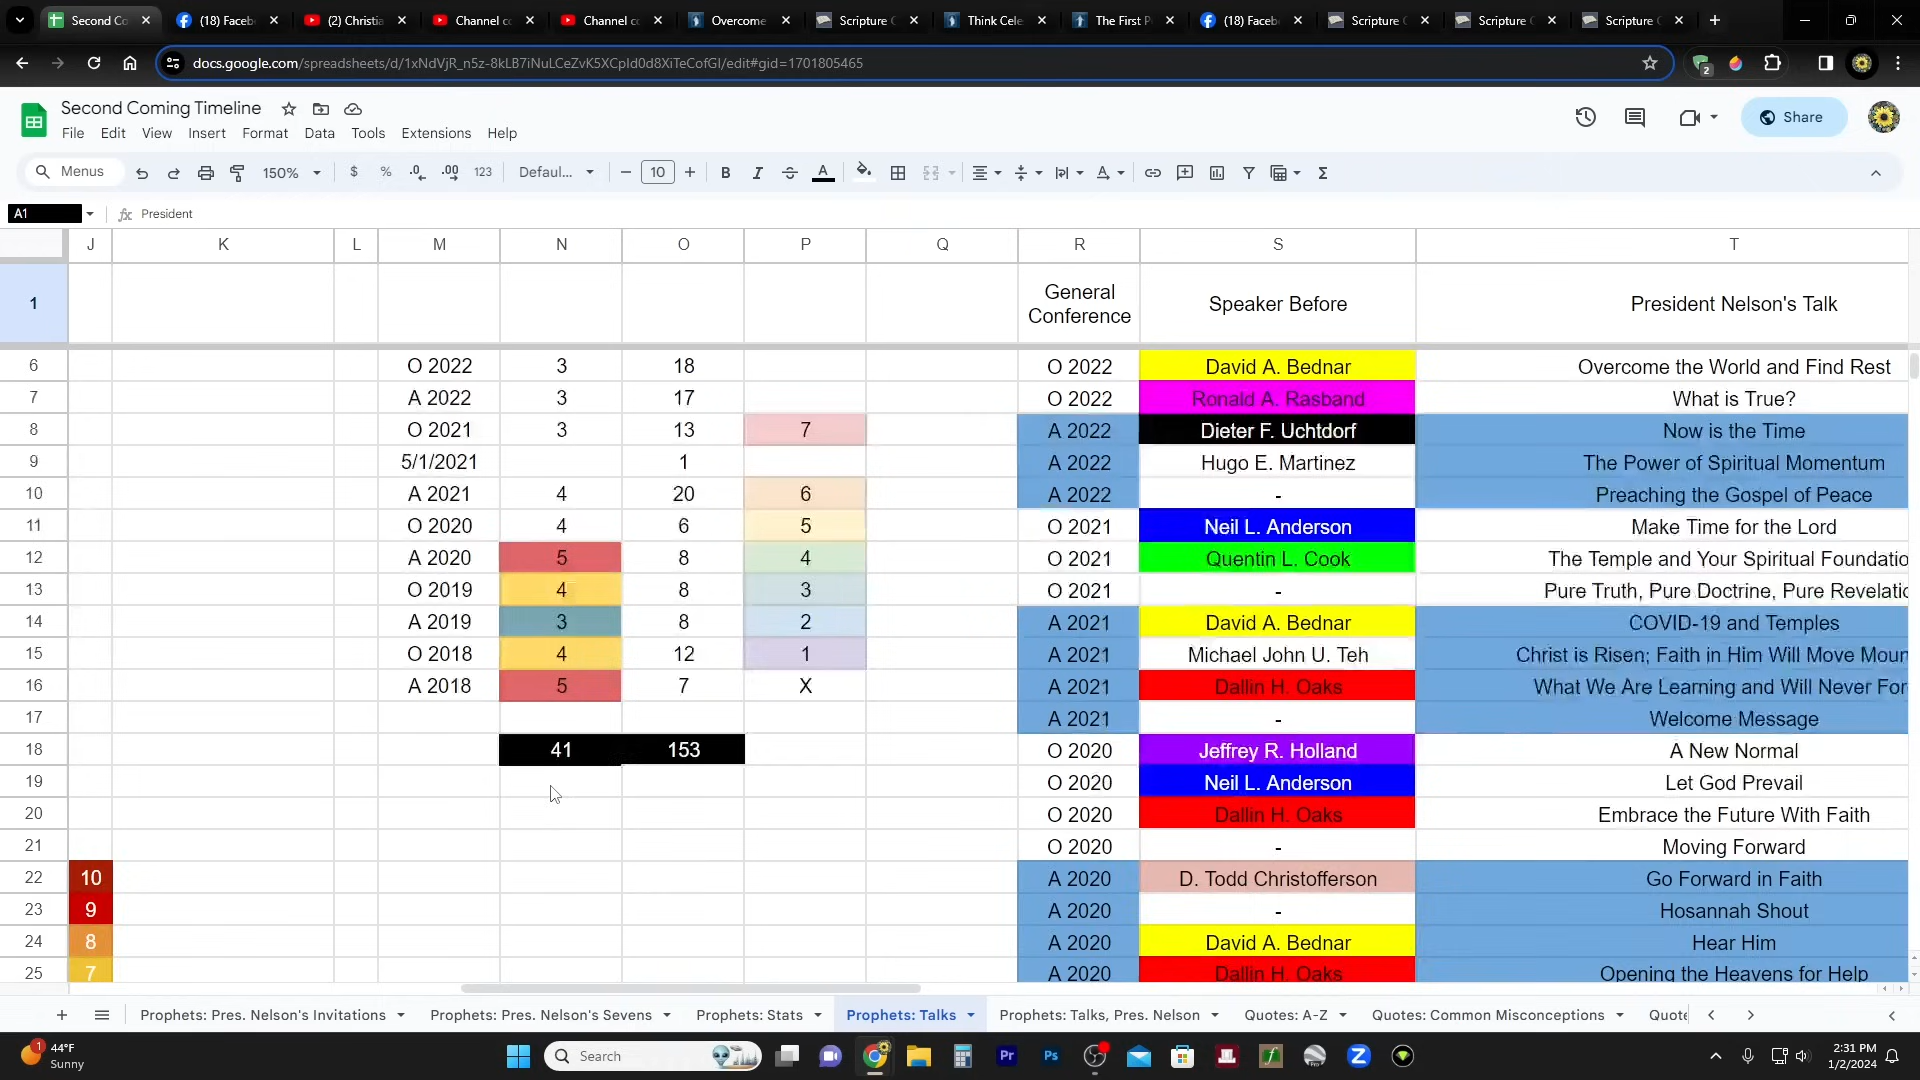 Second Co
(18) Faceb
(2) Christia
Channel co
Channel co
Overcome
Scripture C
Think Cele
The First P
(18) Faceb
Scripture C
Scripture C
Scripture C
docs.google.com/spreadsheets/d/1xNdVjR_n5z-8kLB7iNuLCeZvK5XCpId0d8XiTeCofGI/edit#gid=1701805465
2
Second Coming Timeline
File Edit View Insert Format Data Tools Extensions Help
Share
Menus 150% $ % .0 .00 123 Defaul... 10 B I A
A1 fx President
J K L M N O P Q R S T
1 General Conference Speaker Before President Nelson's Talk
6 O 2022 3 18 O 2022 David A. Bednar Overcome the World and Find Rest
7 A 2022 3 17 O 2022 Ronald A. Rasband What is True?
8 O 2021 3 13 7 A 2022 Dieter F. Uchtdorf Now is the Time
9 5/1/2021 1 A 2022 Hugo E. Martinez The Power of Spiritual Momentum
10 A 2021 4 20 6 A 2022 - Preaching the Gospel of Peace
11 O 2020 4 6 5 O 2021 Neil L. Anderson Make Time for the Lord
12 A 2020 5 8 4 O 2021 Quentin L. Cook The Temple and Your Spiritual Foundatio
13 O 2019 4 8 3 O 2021 - Pure Truth, Pure Doctrine, Pure Revelatio
14 A 2019 3 8 2 A 2021 David A. Bednar COVID-19 and Temples
15 O 2018 4 12 1 A 2021 Michael John U. Teh Christ is Risen; Faith in Him Will Move Moun
16 A 2018 5 7 X A 2021 Dallin H. Oaks What We Are Learning and Will Never For
17 A 2021 - Welcome Message
18 41 153 O 2020 Jeffrey R. Holland A New Normal
19 O 2020 Neil L. Anderson Let God Prevail
20 O 2020 Dallin H. Oaks Embrace the Future With Faith
21 O 2020 - Moving Forward
22 10 A 2020 D. Todd Christofferson Go Forward in Faith
23 9 A 2020 - Hosannah Shout
24 8 A 2020 David A. Bednar Hear Him
25 7 A 2020 Dallin H. Oaks Opening the Heavens for Help
Prophets: Pres. Nelson's Invitations Prophets: Pres. Nelson's Sevens Prophets: Stats Prophets: Talks Prophets: Talks, Pres. Nelson Quotes: A-Z Quotes: Common Misconceptions Quote
1 44°F
Sunny
Search
Pr Ps
2:31 PM
1/2/2024